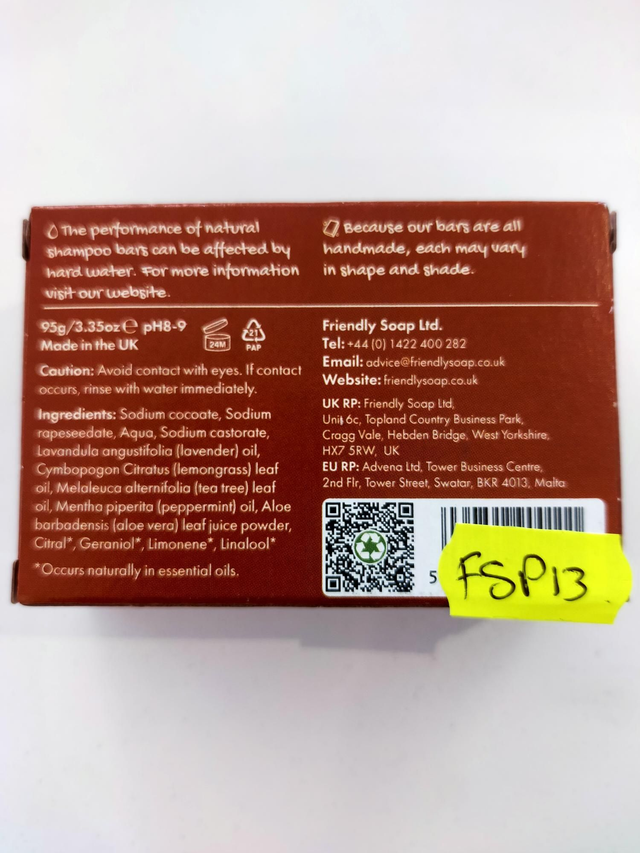 The performance of natural
shampoo bars can be affected by
hard water. For more information
visit our website.
Because our bars are all
handmade, each may vary
in shape and shade.
95g/3.35oz ℮ pH8-9
Made in the UK
24M
21
PAP
Caution: Avoid contact with eyes. If contact
occurs, rinse with water immediately.
Ingredients: Sodium cocoate, Sodium
rapeseedate, Aqua, Sodium castorate,
Lavandula angustifolia (lavender) oil,
Cymbopogon Citratus (lemongrass) leaf
oil, Melaleuca alternifolia (tea tree) leaf
oil, Mentha piperita (peppermint) oil, Aloe
barbadensis (aloe vera) leaf juice powder,
Citral*, Geraniol*, Limonene*, Linalool*
*Occurs naturally in essential oils.
Friendly Soap Ltd.
Tel: +44 (0) 1422 400 282
Email: advice@friendlysoap.co.uk
Website: friendlysoap.co.uk
UK RP: Friendly Soap Ltd,
Unit 6c, Topland Country Business Park,
Cragg Vale, Hebden Bridge, West Yorkshire,
HX7 5RW, UK
EU RP: Advena Ltd, Tower Business Centre,
2nd Flr, Tower Street, Swatar, BKR 4013, Malta
5
FSP13